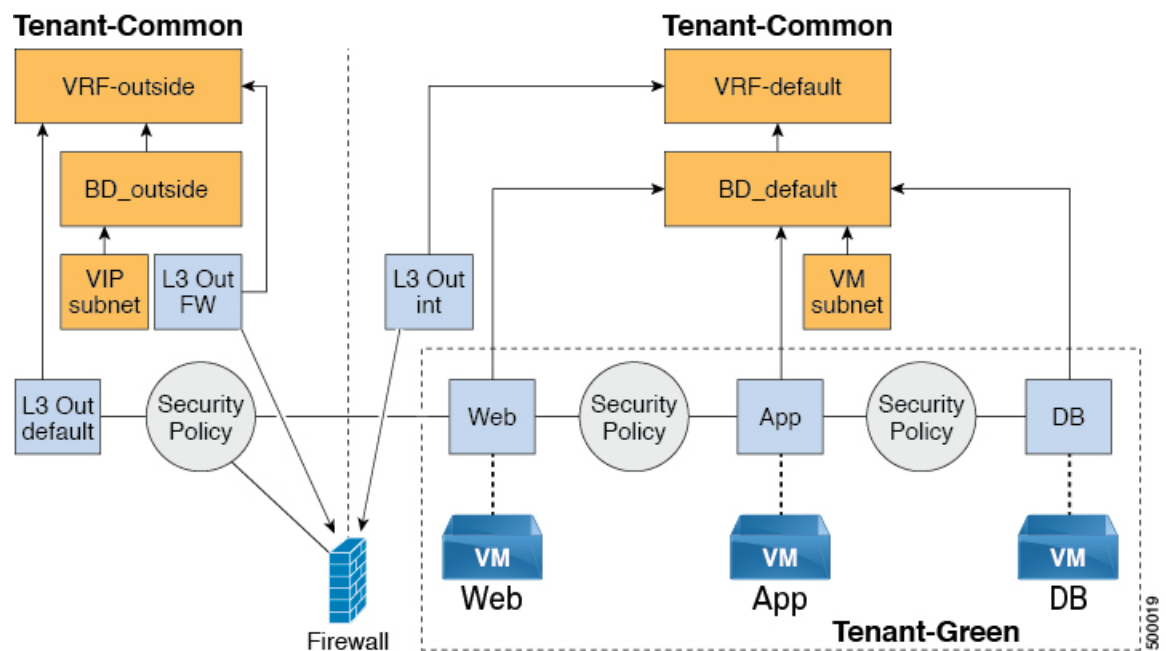 Tenant-Common
Tenant-Common
VRF-outside
VRF-default
BD_outside
BD_default
VIP
subnet
L3 Out
FW
L3 Out
int
VM
subnet
L3 Out
default
Security
Policy
Web
Security
Policy
App
Security
Policy
DB
VM
Web
VM
App
VM
DB
Firewall
Tenant-Green
500019